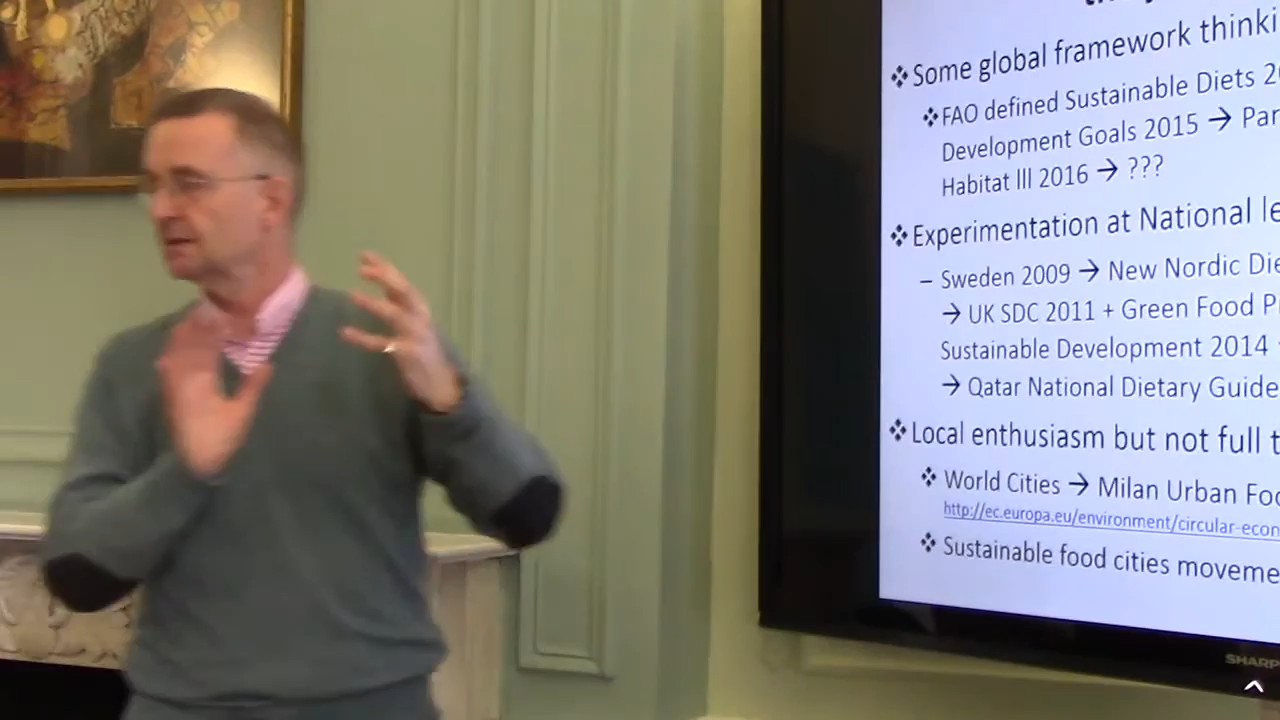 Some global framework thinki
FAO defined Sustainable Diets 2
Development Goals 2015 → Par
Habitat III 2016 → ???
Experimentation at National le
– Sweden 2009 → New Nordic Die
→ UK SDC 2011 + Green Food P
Sustainable Development 2014
→ Qatar National Dietary Guide
Local enthusiasm but not full t
World Cities → Milan Urban Foo
http://ec.europa.eu/environment/circular-econ
Sustainable food cities moveme
SHARP